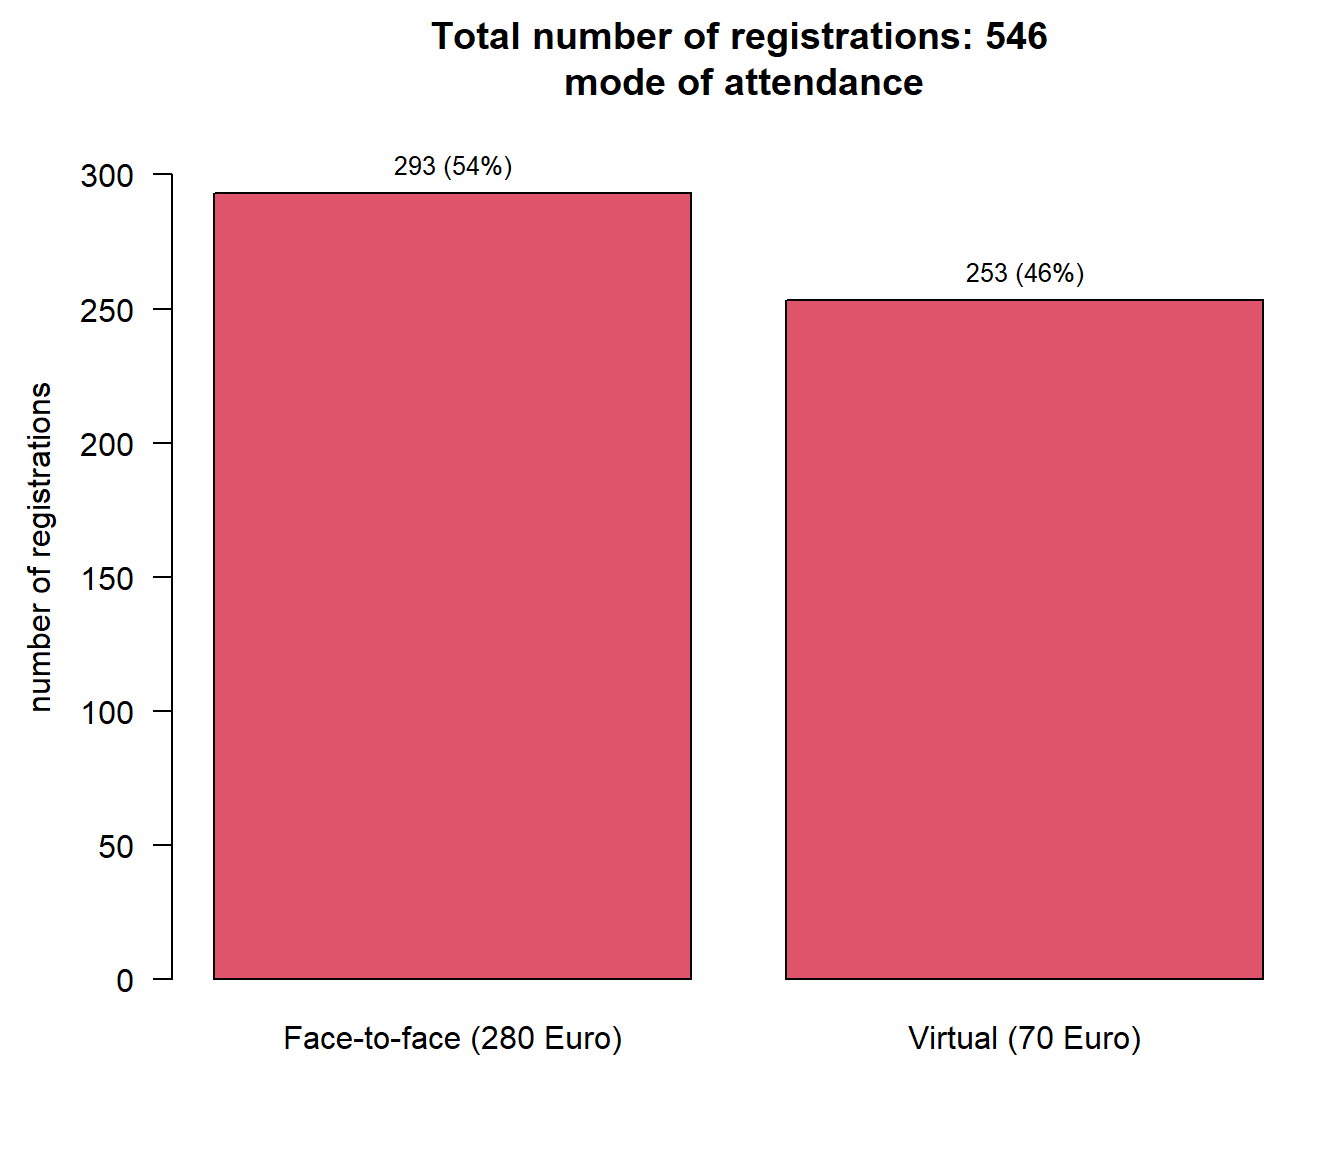 Total number of registrations: 546
mode of attendance
number of registrations
300
250
200
150
100
50
0
293 (54%)
253 (46%)
Face-to-face (280 Euro)
Virtual (70 Euro)